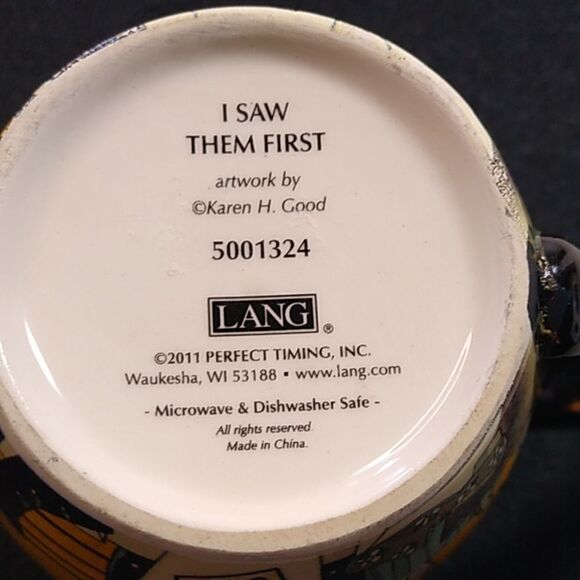 I SAW
THEM FIRST
artwork by
©Karen H. Good
5001324
LANG®
©2011 PERFECT TIMING, INC.
Waukesha, WI 53188 • www.lang.com
- Microwave & Dishwasher Safe -
All rights reserved.
Made in China.